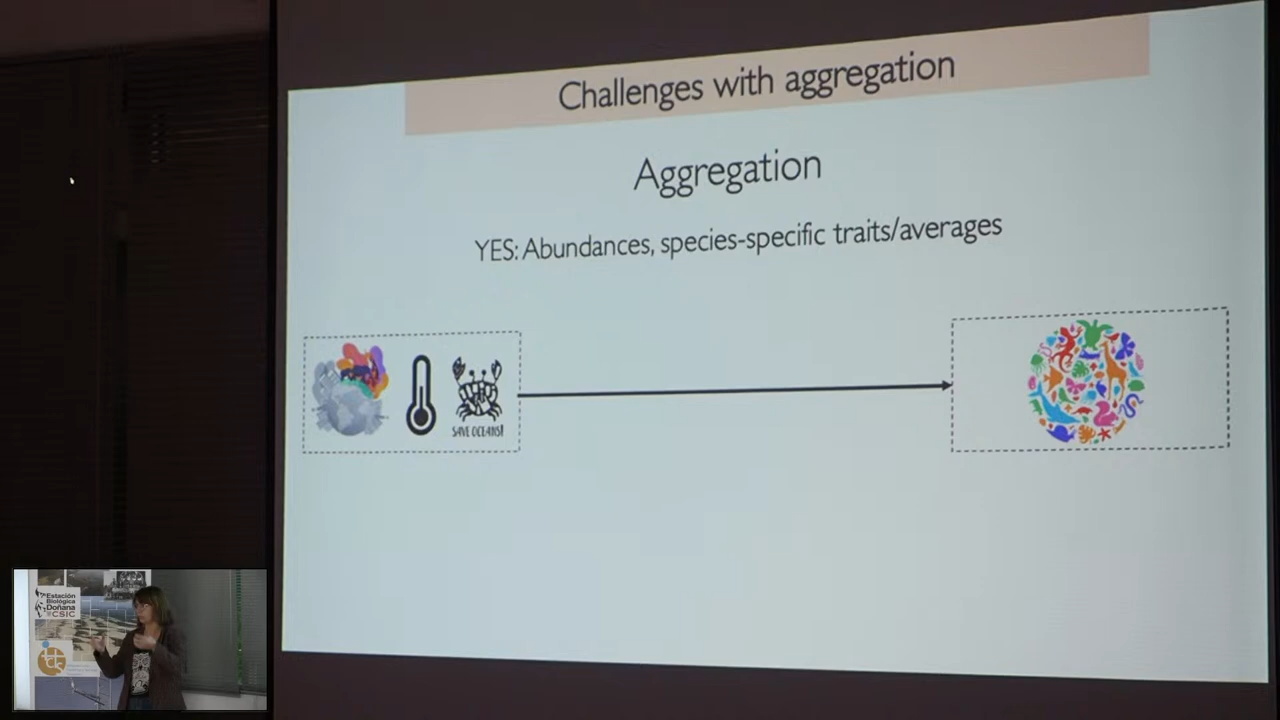 Challenges with aggregation
Aggregation
YES: Abundances, species-specific traits/averages
SAVE OCEANS!
Estación
Biológica
Doñana
CSIC